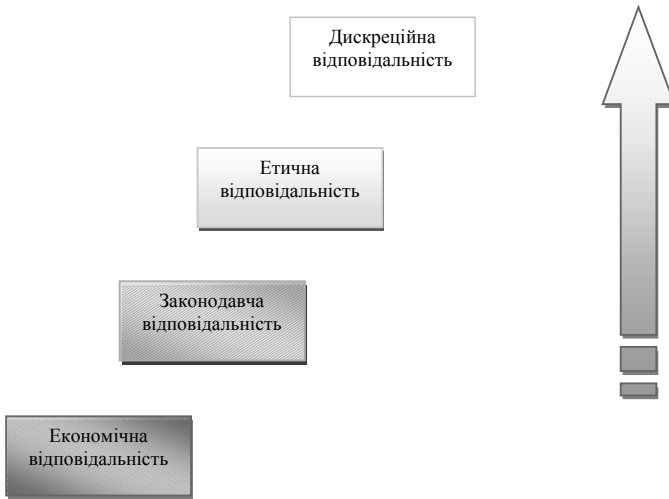 Дискреційна
відповідальність
Етична
відповідальність
Законодавча
відповідальність
Економічна
відповідальність